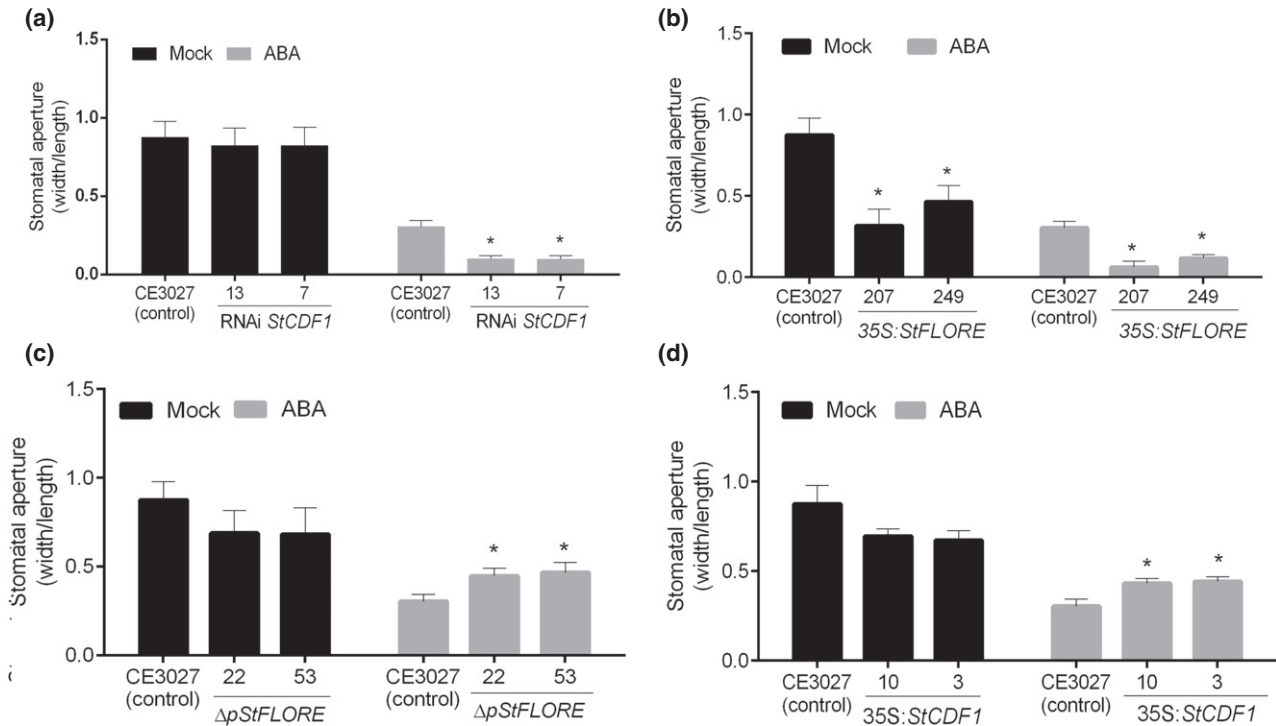 (a)
1.5
1.0
0.5
0.0
Stomatal aperture
(width/length)
Mock ABA
* *
CE3027
(control)
13 7
RNAi StCDF1
CE3027
(control)
13 7
RNAi StCDF1
(b)
1.5
1.0
0.5
0
Stomatal aperture
(width/length)
Mock ABA
* * * *
CE3027
(control)
207 249
35S:StFLORE
CE3027
(control)
207 249
35S:StFLORE
(c)
1.5
1.0
0.5
0.0
Stomatal aperture
(width/length)
Mock ABA
* *
CE3027
(control)
22 53
ΔpStFLORE
CE3027
(control)
22 53
ΔpStFLORE
(d)
1.5
1.0
0.5
0.0
Stomatal aperture
(width/length)
Mock ABA
* *
CE3027
(control)
10 3
35S:StCDF1
CE3027
(control)
10 3
35S:StCDF1